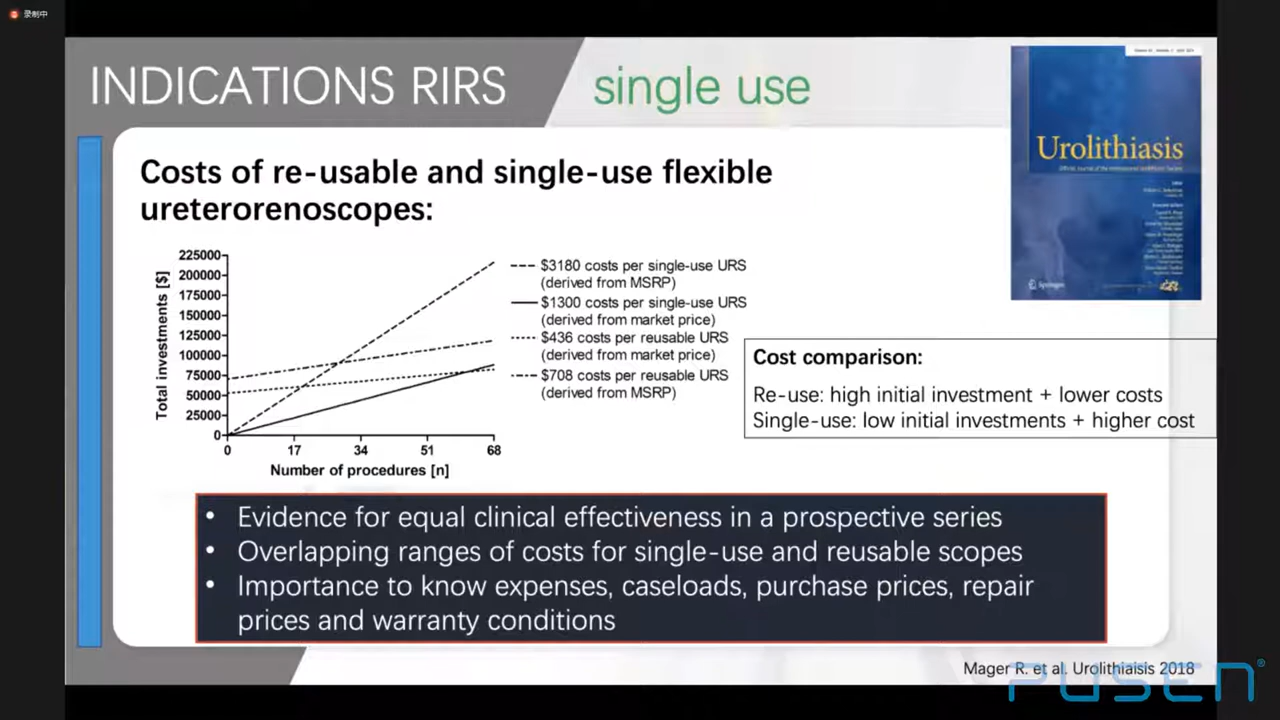 录制中
INDICATIONS RIRS
single use
Urolithiasis
Costs of re-usable and single-use flexible
ureterorenoscopes:
225000
200000
175000
150000
125000
100000
75000
50000
25000
0
Total investments [$]
0 17 34 51 68
Number of procedures [n]
$3180 costs per single-use URS
(derived from MSRP)
$1300 costs per single-use URS
(derived from market price)
$436 costs per reusable URS
(derived from market price)
$708 costs per reusable URS
(derived from MSRP)
Springer
Cost comparison:
Re-use: high initial investment + lower costs
Single-use: low initial investments + higher cost
• Evidence for equal clinical effectiveness in a prospective series
• Overlapping ranges of costs for single-use and reusable scopes
• Importance to know expenses, caseloads, purchase prices, repair
prices and warranty conditions
Mager R. et al. Urolithiaisis 2018
PUSEN®